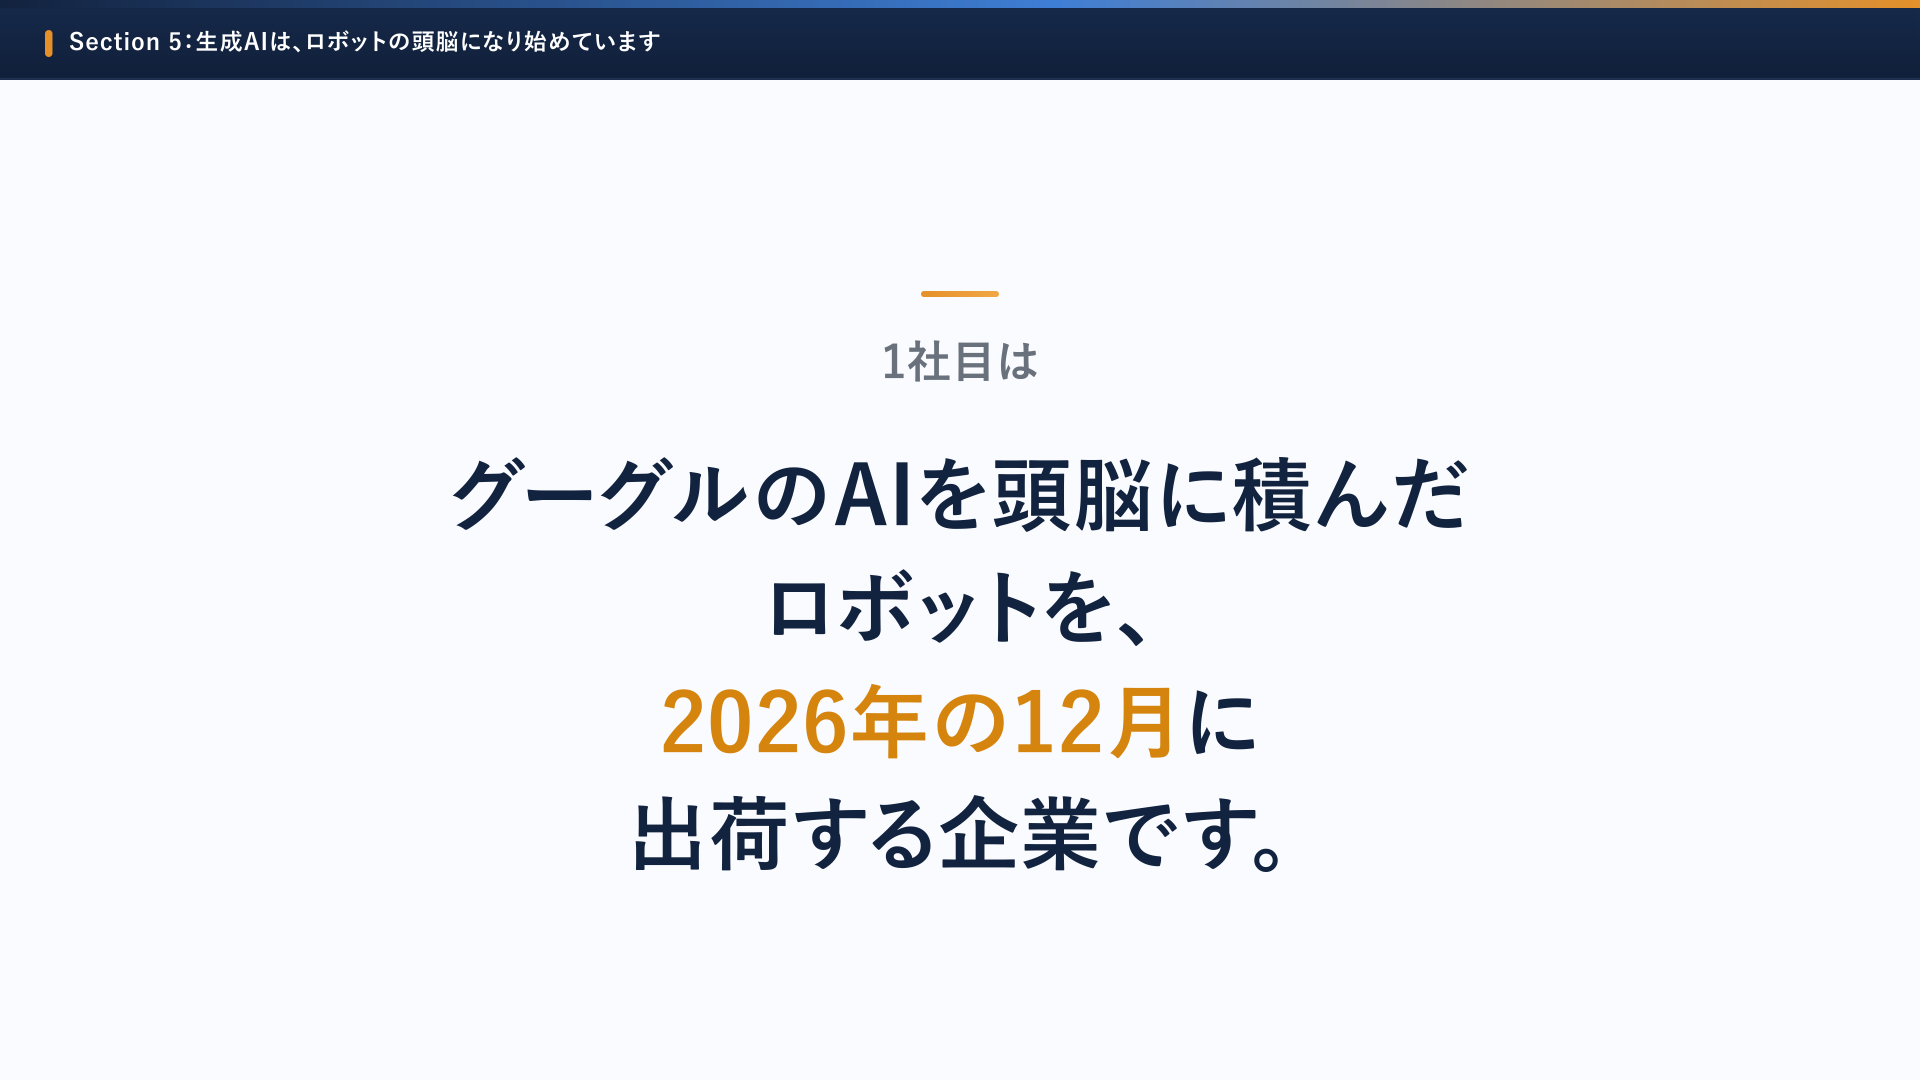 Section 5：生成AIは、ロボットの頭脳になり始めています
1社目は
グーグルのAIを頭脳に積んだ
ロボットを、
2026年の12月に
出荷する企業です。